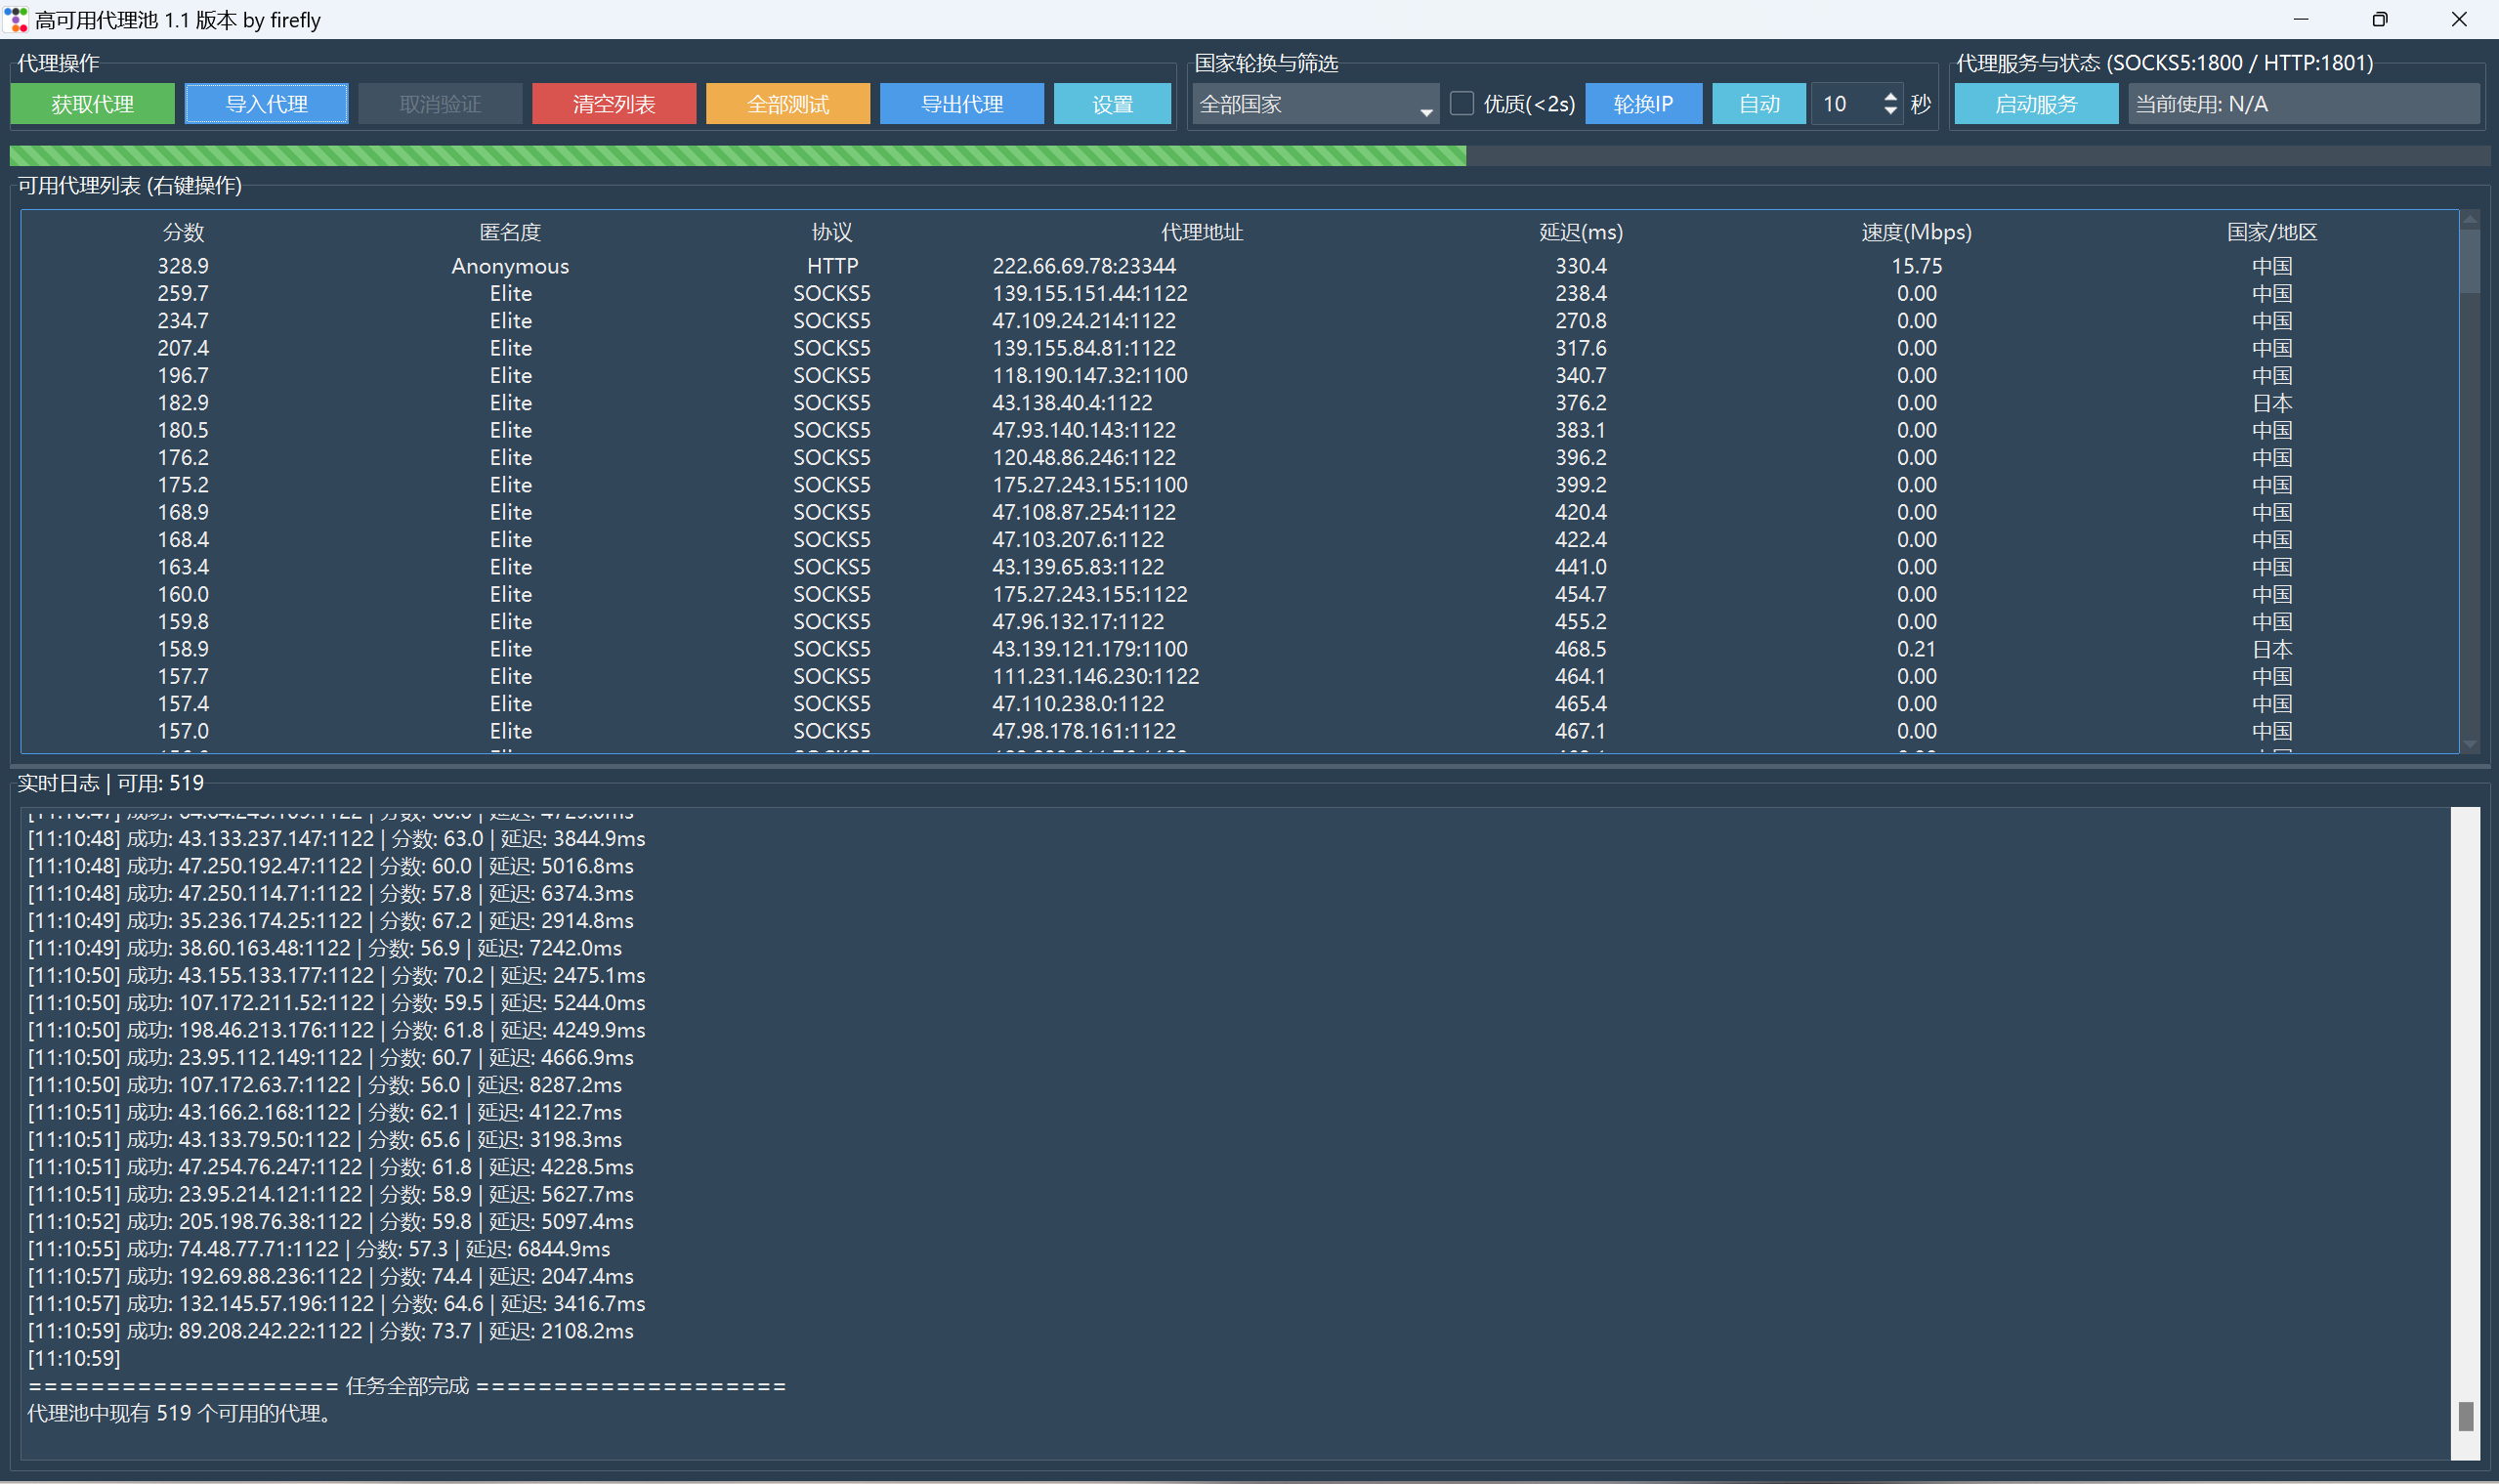 高可用代理池 1.1 版本 by firefly
代理操作
国家轮换与筛选
代理服务与状态 (SOCKS5:1800 / HTTP:1801)
获取代理 导入代理 取消验证 清空列表 全部测试 导出代理 设置 全部国家 优质(<2s) 轮换IP 自动 10 秒 启动服务 当前使用: N/A
可用代理列表 (右键操作)
分数 匿名度 协议 代理地址 延迟(ms) 速度(Mbps) 国家/地区
328.9 Anonymous HTTP 222.66.69.78:23344 330.4 15.75 中国
259.7 Elite SOCKS5 139.155.151.44:1122 238.4 0.00 中国
234.7 Elite SOCKS5 47.109.24.214:1122 270.8 0.00 中国
207.4 Elite SOCKS5 139.155.84.81:1122 317.6 0.00 中国
196.7 Elite SOCKS5 118.190.147.32:1100 340.7 0.00 中国
182.9 Elite SOCKS5 43.138.40.4:1122 376.2 0.00 日本
180.5 Elite SOCKS5 47.93.140.143:1122 383.1 0.00 中国
176.2 Elite SOCKS5 120.48.86.246:1122 396.2 0.00 中国
175.2 Elite SOCKS5 175.27.243.155:1100 399.2 0.00 中国
168.9 Elite SOCKS5 47.108.87.254:1122 420.4 0.00 中国
168.4 Elite SOCKS5 47.103.207.6:1122 422.4 0.00 中国
163.4 Elite SOCKS5 43.139.65.83:1122 441.0 0.00 中国
160.0 Elite SOCKS5 175.27.243.155:1122 454.7 0.00 中国
159.8 Elite SOCKS5 47.96.132.17:1122 455.2 0.00 中国
158.9 Elite SOCKS5 43.139.121.179:1100 468.5 0.21 日本
157.7 Elite SOCKS5 111.231.146.230:1122 464.1 0.00 中国
157.4 Elite SOCKS5 47.110.238.0:1122 465.4 0.00 中国
157.0 Elite SOCKS5 47.98.178.161:1122 467.1 0.00 中国
实时日志 | 可用: 519
[11:10:48] 成功: 43.133.237.147:1122 | 分数: 63.0 | 延迟: 3844.9ms
[11:10:48] 成功: 47.250.192.47:1122 | 分数: 60.0 | 延迟: 5016.8ms
[11:10:48] 成功: 47.250.114.71:1122 | 分数: 57.8 | 延迟: 6374.3ms
[11:10:49] 成功: 35.236.174.25:1122 | 分数: 67.2 | 延迟: 2914.8ms
[11:10:49] 成功: 38.60.163.48:1122 | 分数: 56.9 | 延迟: 7242.0ms
[11:10:50] 成功: 43.155.133.177:1122 | 分数: 70.2 | 延迟: 2475.1ms
[11:10:50] 成功: 107.172.211.52:1122 | 分数: 59.5 | 延迟: 5244.0ms
[11:10:50] 成功: 198.46.213.176:1122 | 分数: 61.8 | 延迟: 4249.9ms
[11:10:50] 成功: 23.95.112.149:1122 | 分数: 60.7 | 延迟: 4666.9ms
[11:10:50] 成功: 107.172.63.7:1122 | 分数: 56.0 | 延迟: 8287.2ms
[11:10:51] 成功: 43.166.2.168:1122 | 分数: 62.1 | 延迟: 4122.7ms
[11:10:51] 成功: 43.133.79.50:1122 | 分数: 65.6 | 延迟: 3198.3ms
[11:10:51] 成功: 47.254.76.247:1122 | 分数: 61.8 | 延迟: 4228.5ms
[11:10:51] 成功: 23.95.214.121:1122 | 分数: 58.9 | 延迟: 5627.7ms
[11:10:52] 成功: 205.198.76.38:1122 | 分数: 59.8 | 延迟: 5097.4ms
[11:10:55] 成功: 74.48.77.71:1122 | 分数: 57.3 | 延迟: 6844.9ms
[11:10:57] 成功: 192.69.88.236:1122 | 分数: 74.4 | 延迟: 2047.4ms
[11:10:57] 成功: 132.145.57.196:1122 | 分数: 64.6 | 延迟: 3416.7ms
[11:10:59] 成功: 89.208.242.22:1122 | 分数: 73.7 | 延迟: 2108.2ms
[11:10:59]
==================== 任务全部完成 ====================
代理池中现有 519 个可用的代理。